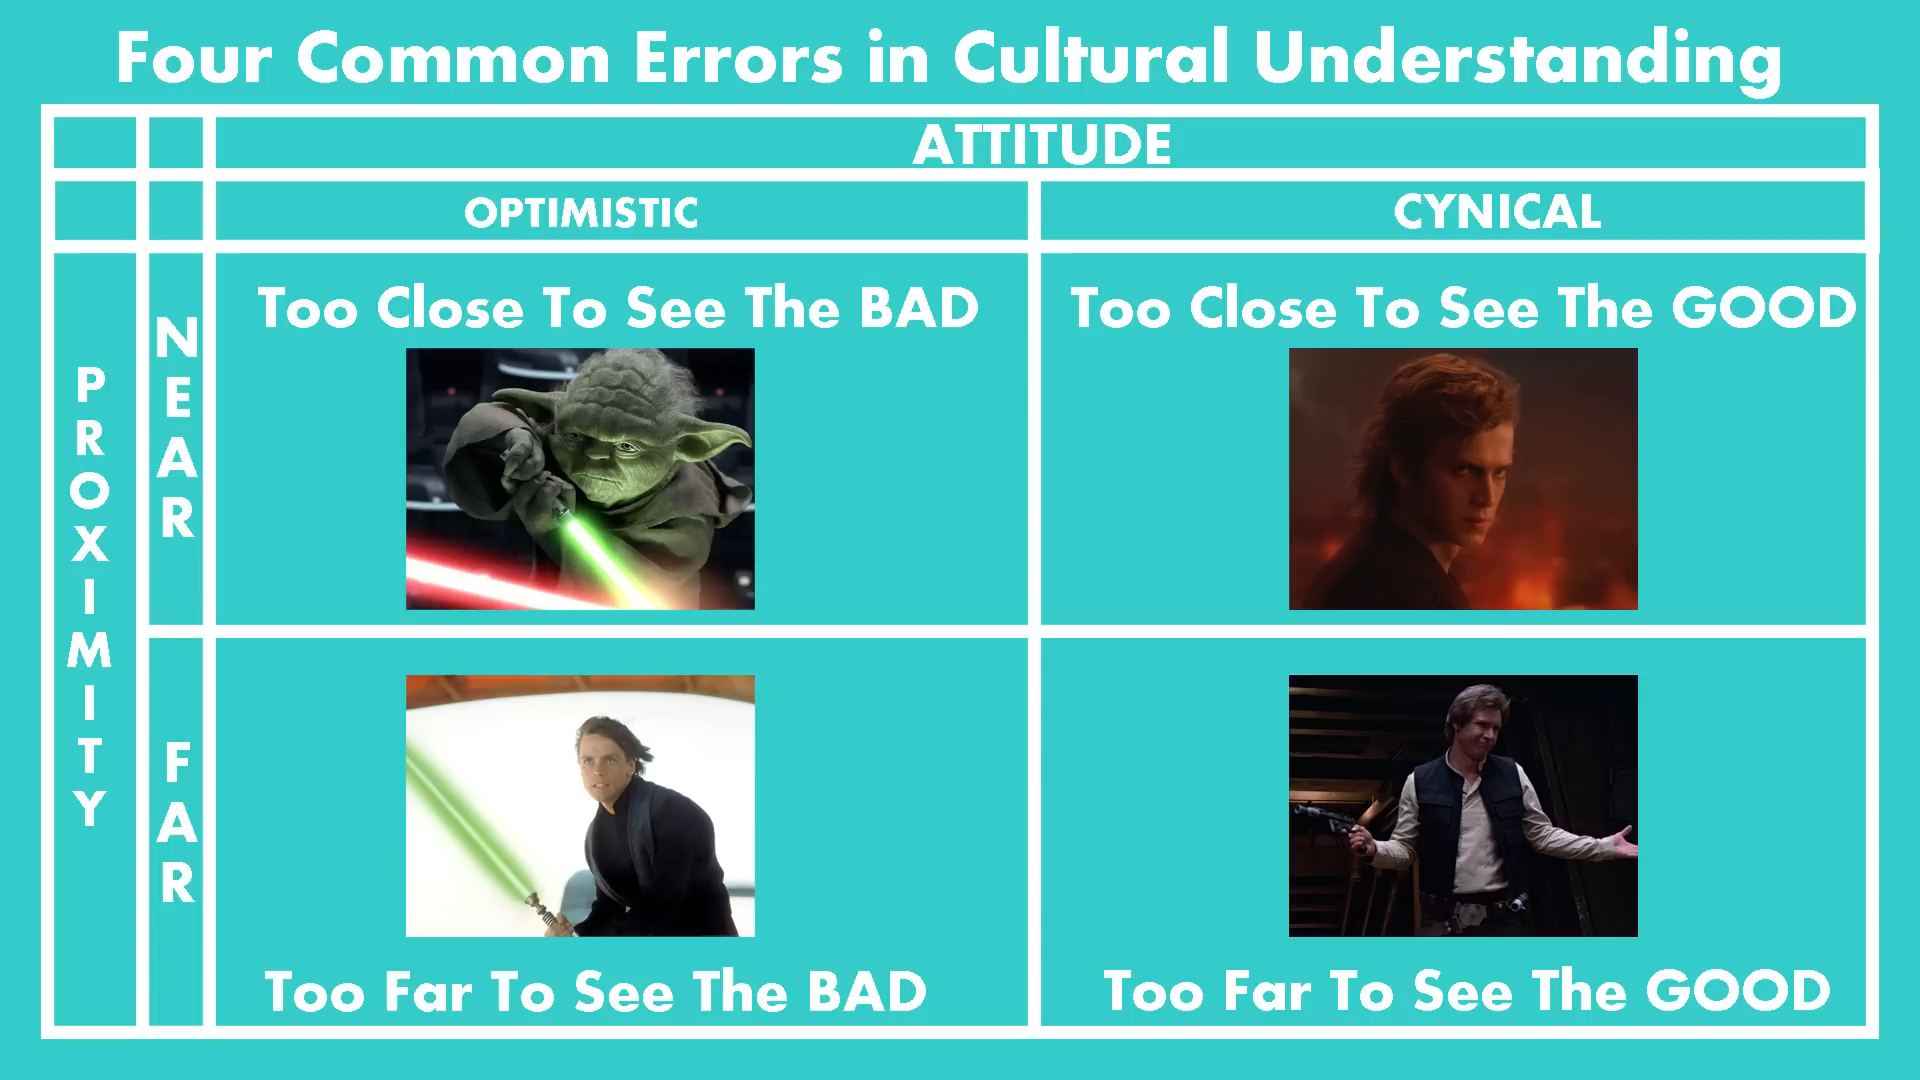 Four Common Errors in Cultural Understanding
ATTITUDE
OPTIMISTIC
CYNICAL
PROXIMITY
NEAR
Too Close To See The BAD
Too Close To See The GOOD
FAR
Too Far To See The BAD
Too Far To See The GOOD